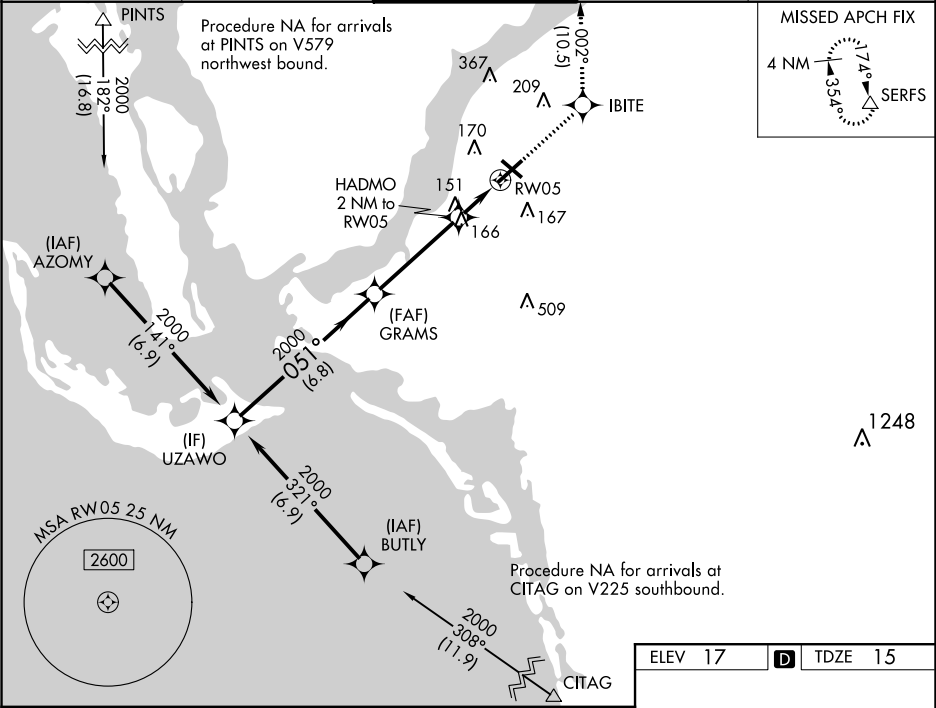 PINTS
Procedure NA for arrivals
at PINTS on V579
northwest bound.
2000
182°
(16.8)
367
209
170
002°
(10.5)
IBITE
MISSED APCH FIX
4 NM
174°
354°
SERFS
HADMO
2 NM to
RW05
151
166
RW05
167
(IAF)
AZOMY
2000
141°
(6.9)
(FAF)
GRAMS
509
2000
051°
(6.8)
(IF)
UZAWO
1248
2000
321°
(6.9)
(IAF)
BUTLY
MSA RW05 25 NM
2600
Procedure NA for arrivals at
CITAG on V225 southbound.
2000
308°
(11.9)
CITAG
ELEV 17 D TDZE 15